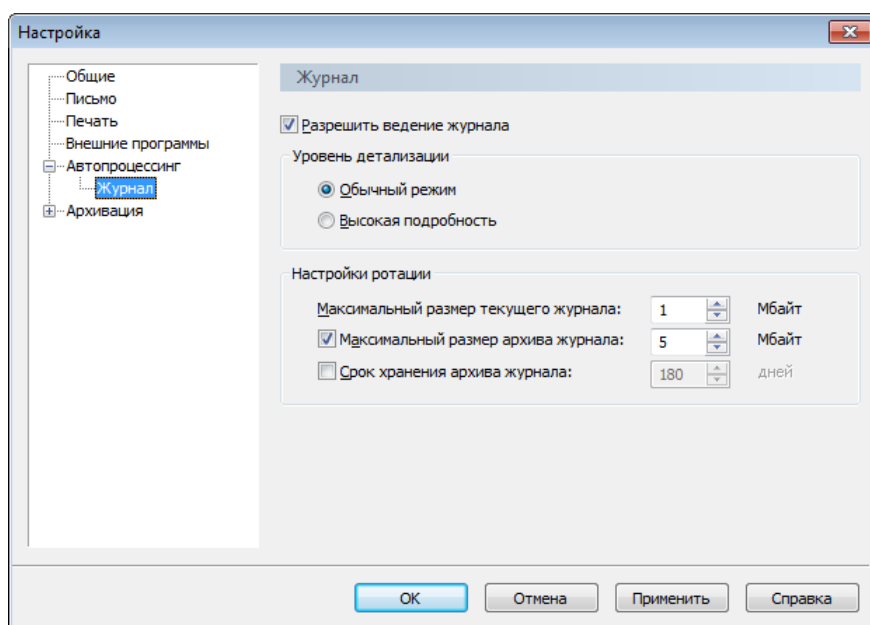 Настройка
Общие
Письмо
Печать
Внешние программы
Автопроцессинг
Журнал
Архивация
Журнал
Разрешить ведение журнала
Уровень детализации
Обычный режим
Высокая подробность
Настройки ротации
Максимальный размер текущего журнала: 1 Мбайт
Максимальный размер архива журнала: 5 Мбайт
Срок хранения архива журнала: 180 дней
ОК Отмена Применить Справка